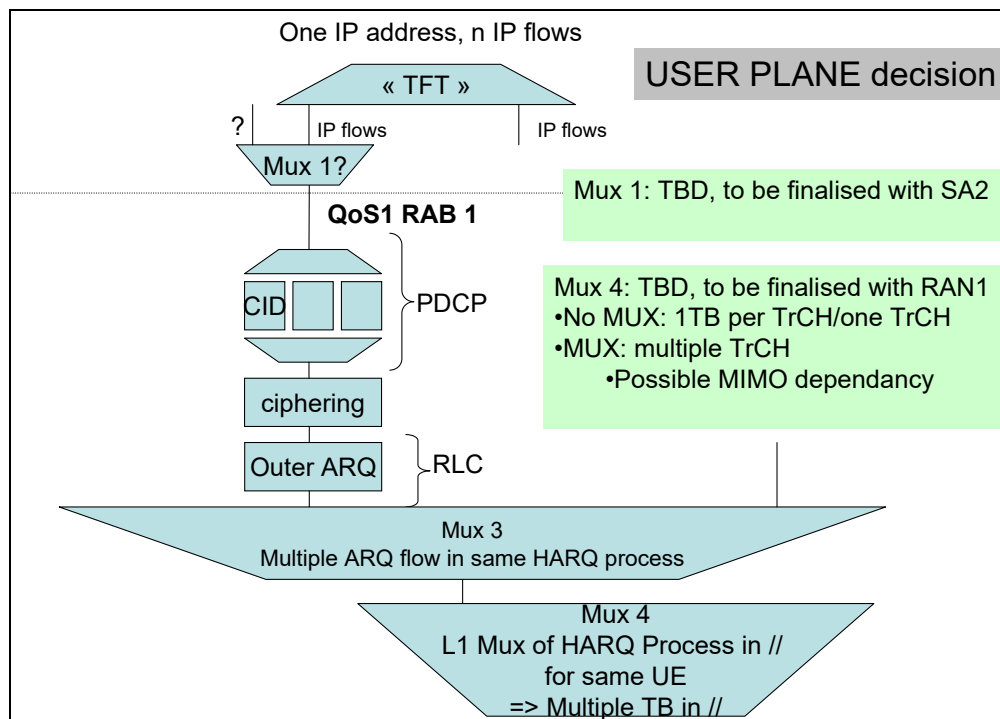 One IP address, n IP flows
USER PLANE decision
« TFT »
?
IP flows
IP flows
Mux 1?
Mux 1: TBD, to be finalised with SA2
QoS1 RAB 1
CID
PDCP
Mux 4: TBD, to be finalised with RAN1
•No MUX: 1TB per TrCH/one TrCH
•MUX: multiple TrCH
•Possible MIMO dependancy
ciphering
Outer ARQ
RLC
Mux 3
Multiple ARQ flow in same HARQ process
Mux 4
L1 Mux of HARQ Process in //
for same UE
=> Multiple TB in //